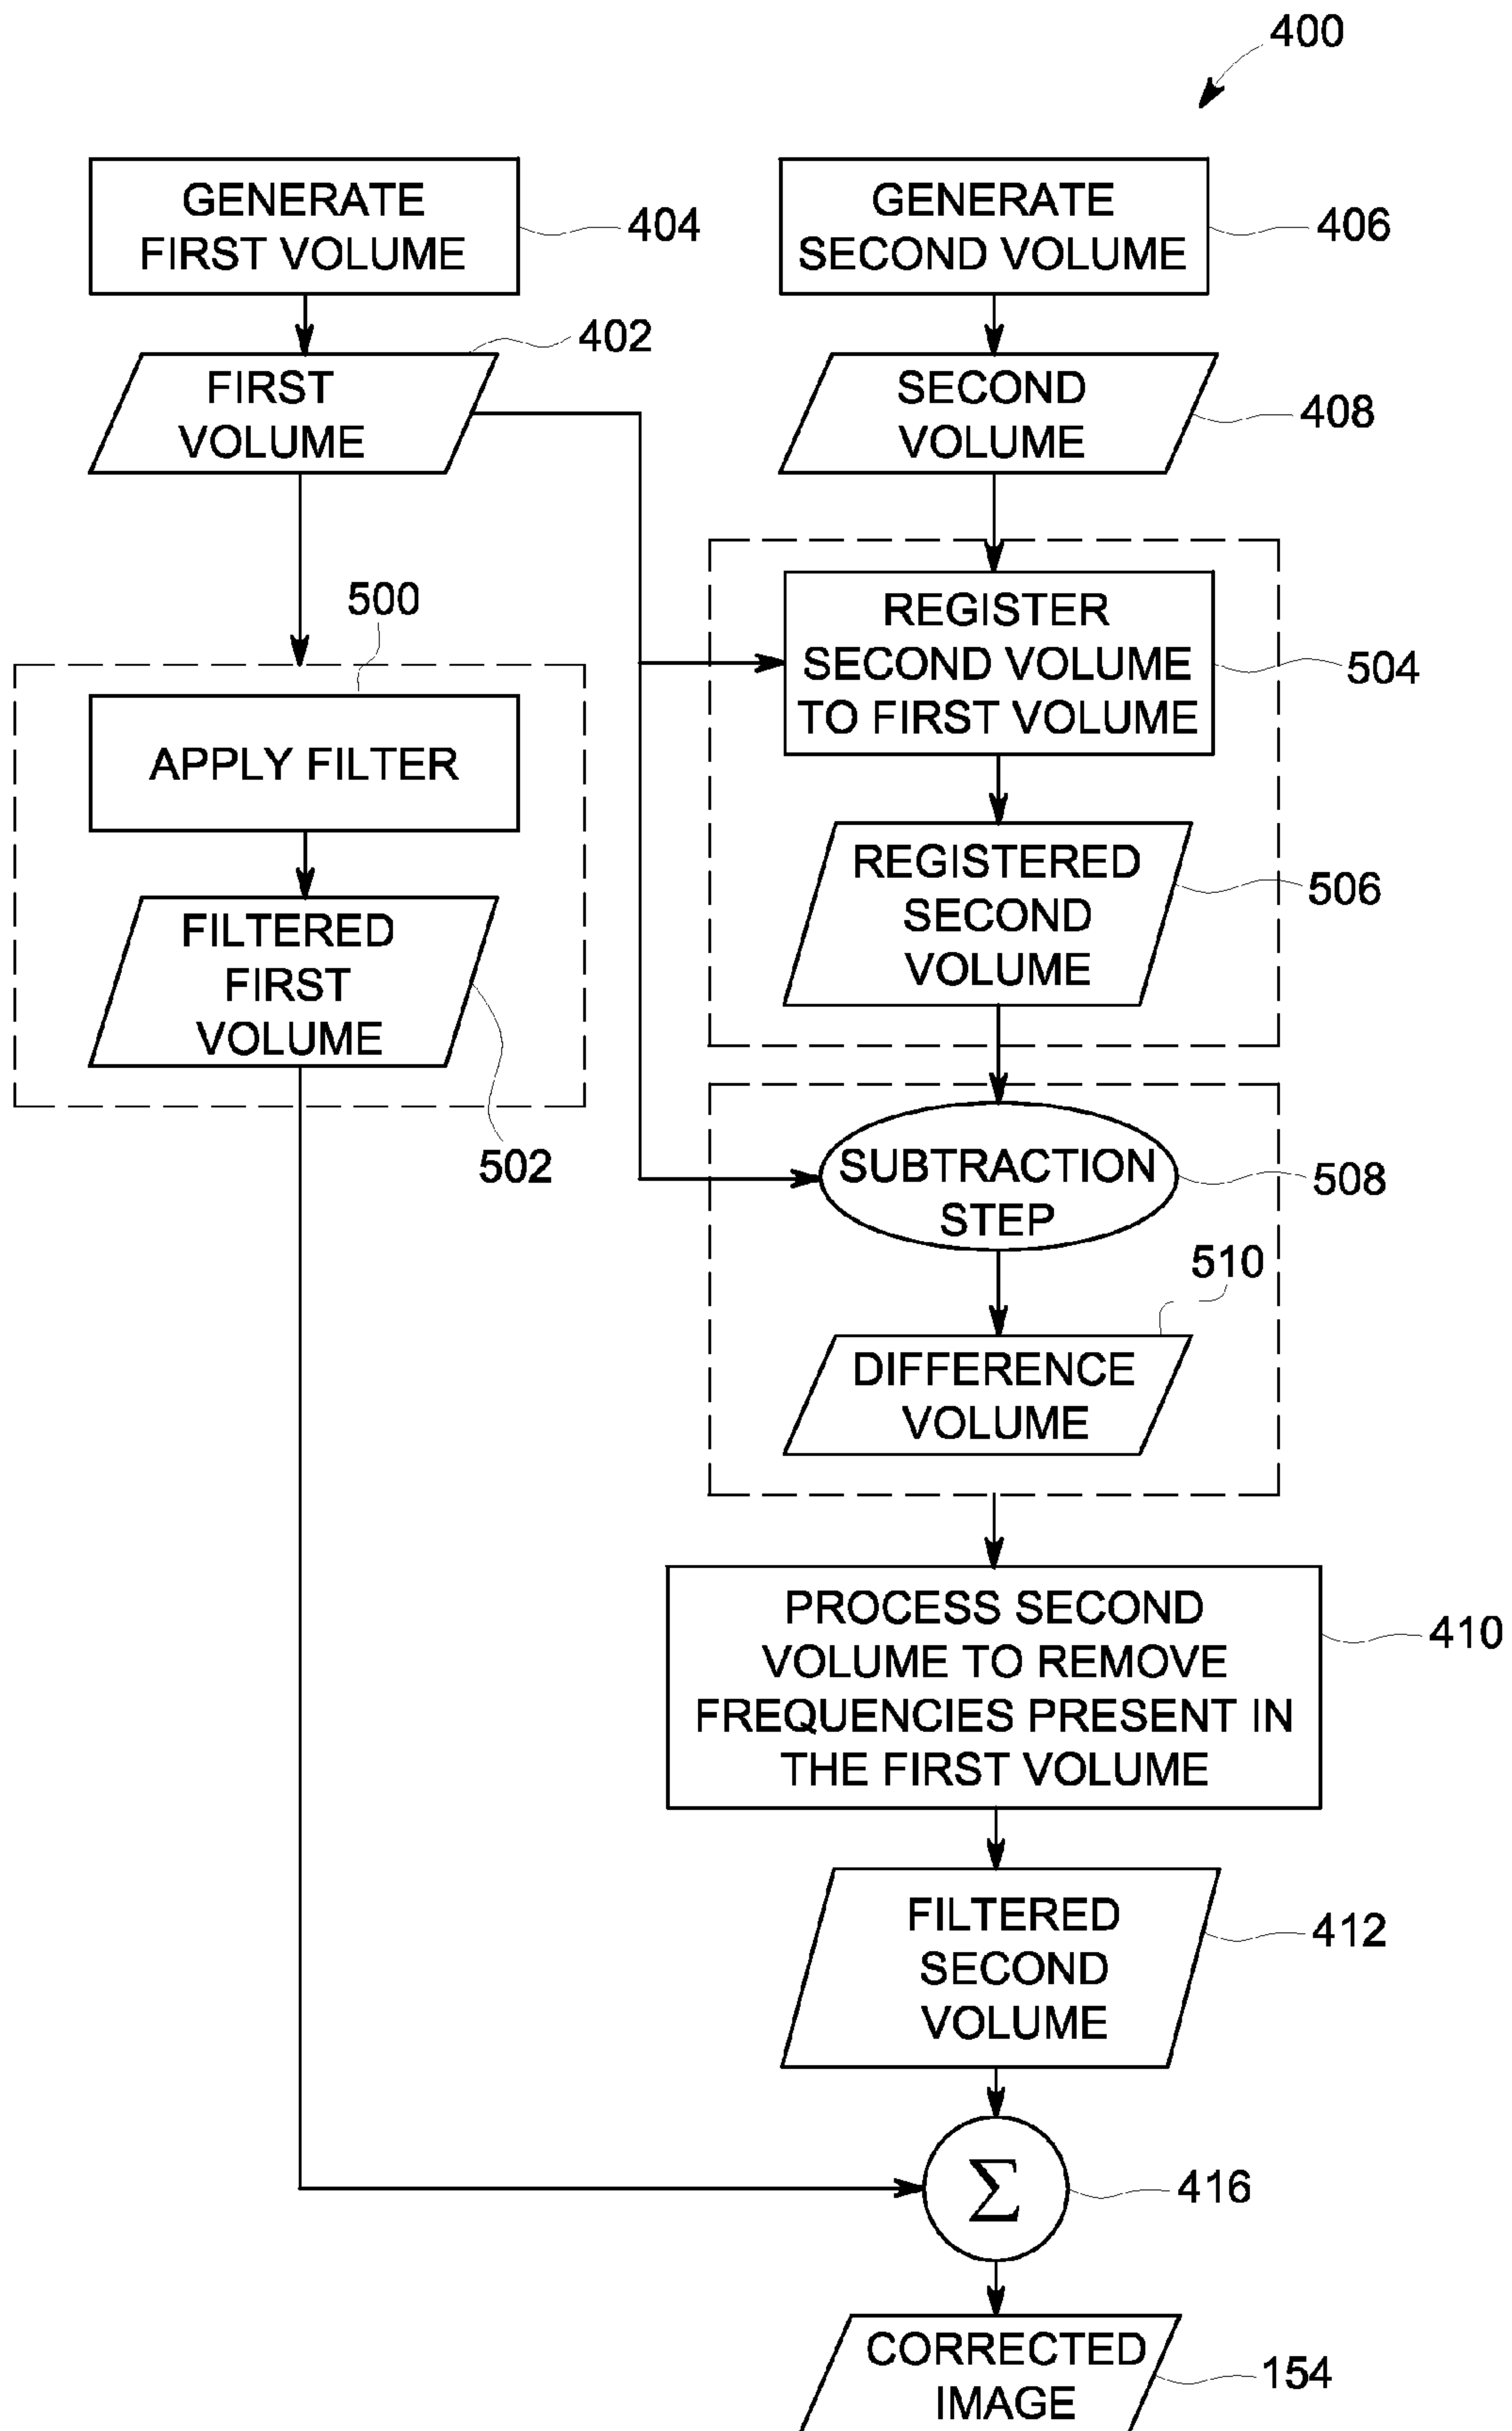 400
GENERATE
FIRST VOLUME
404
GENERATE
SECOND VOLUME
406
402
FIRST
VOLUME
SECOND
VOLUME
408
500
APPLY FILTER
FILTERED
FIRST
VOLUME
502
REGISTER
SECOND VOLUME
TO FIRST VOLUME
504
REGISTERED
SECOND
VOLUME
506
SUBTRACTION
STEP
508
510
DIFFERENCE
VOLUME
PROCESS SECOND
VOLUME TO REMOVE
FREQUENCIES PRESENT IN
THE FIRST VOLUME
410
FILTERED
SECOND
VOLUME
412
Σ
416
CORRECTED
IMAGE
154